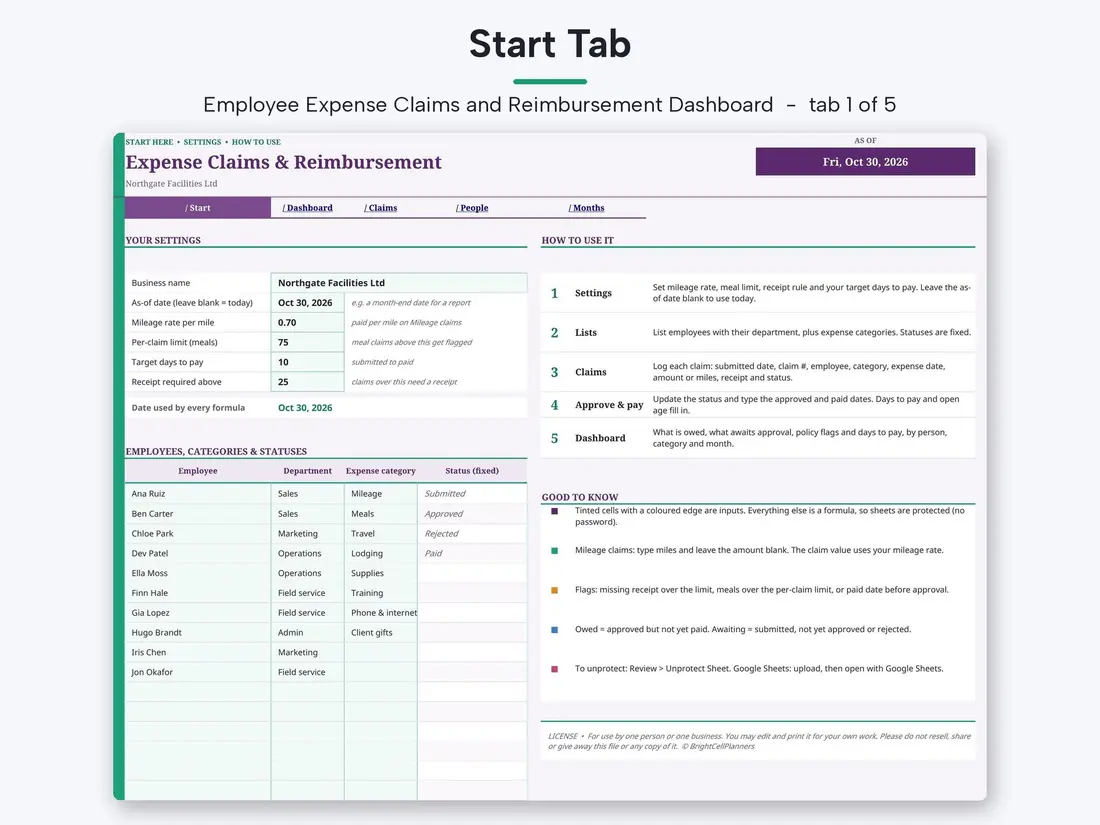 Start Tab
Employee Expense Claims and Reimbursement Dashboard – tab 1 of 5
START HERE • SETTINGS • HOW TO USE
AS OF
Expense Claims & Reimbursement
Fri, Oct 30, 2026
Northgate Facilities Ltd
/ Start
/ Dashboard
/ Claims
/ People
/ Months
YOUR SETTINGS
Business name
Northgate Facilities Ltd
As-of date (leave blank = today)
Oct 30, 2026
e.g. a month-end date for a report
Mileage rate per mile
0.70
paid per mile on Mileage claims
Per-claim limit (meals)
75
meal claims above this get flagged
Target days to pay
10
submitted to paid
Receipt required above
25
claims over this need a receipt
Date used by every formula
Oct 30, 2026
EMPLOYEES, CATEGORIES & STATUSES
Employee
Department
Expense category
Status (fixed)
Ana Ruiz
Sales
Mileage
Submitted
Ben Carter
Sales
Meals
Approved
Chloe Park
Marketing
Travel
Rejected
Dev Patel
Operations
Lodging
Paid
Ella Moss
Operations
Supplies
Finn Hale
Field service
Training
Gia Lopez
Field service
Phone & internet
Hugo Brandt
Admin
Client gifts
Iris Chen
Marketing
Jon Okafor
Field service
HOW TO USE IT
1
Settings
Set mileage rate, meal limit, receipt rule and your target days to pay. Leave the as-
of date blank to use today.
2
Lists
List employees with their department, plus expense categories. Statuses are fixed.
3
Claims
Log each claim: submitted date, claim #, employee, category, expense date,
amount or miles, receipt and status.
4
Approve & pay
Update the status and type the approved and paid dates. Days to pay and open
age fill in.
5
Dashboard
What is owed, what awaits approval, policy flags and days to pay, by person,
category and month.
GOOD TO KNOW
Tinted cells with a coloured edge are inputs. Everything else is a formula, so sheets are protected (no
password).
Mileage claims: type miles and leave the amount blank. The claim value uses your mileage rate.
Flags: missing receipt over the limit, meals over the per-claim limit, or paid date before approval.
Owed = approved but not yet paid. Awaiting = submitted, not yet approved or rejected.
To unprotect: Review > Unprotect Sheet. Google Sheets: upload, then open with Google Sheets.
LICENSE • For use by one person or one business. You may edit and print it for your own work. Please do not resell, share
or give away this file or any copy of it. © BrightCellPlanners